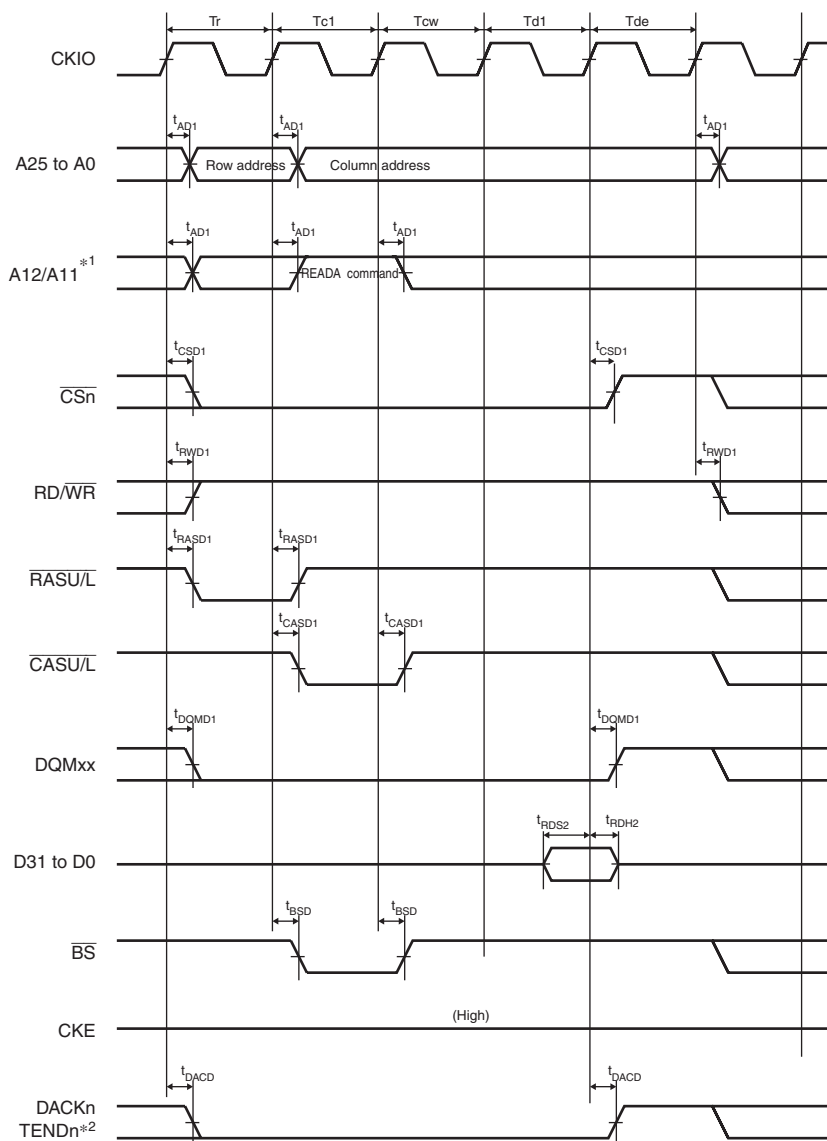 Tr Tc1 Tcw Td1 Tde
CKIO
tAD1 tAD1 tAD1
A25 to A0 Row address Column address
tAD1 tAD1 tAD1
A12/A11*1 READA command
tCSD1 tCSD1
CSn
tRWD1 tRWD1
RD/WR
tRASD1 tRASD1
RASU/L
tCASD1 tCASD1
CASU/L
tDQMD1 tDQMD1
DQMxx
tRDS2 tRDH2
D31 to D0
tBSD tBSD
BS
(High)
CKE
tDACD tDACD
DACKn
TENDn*2